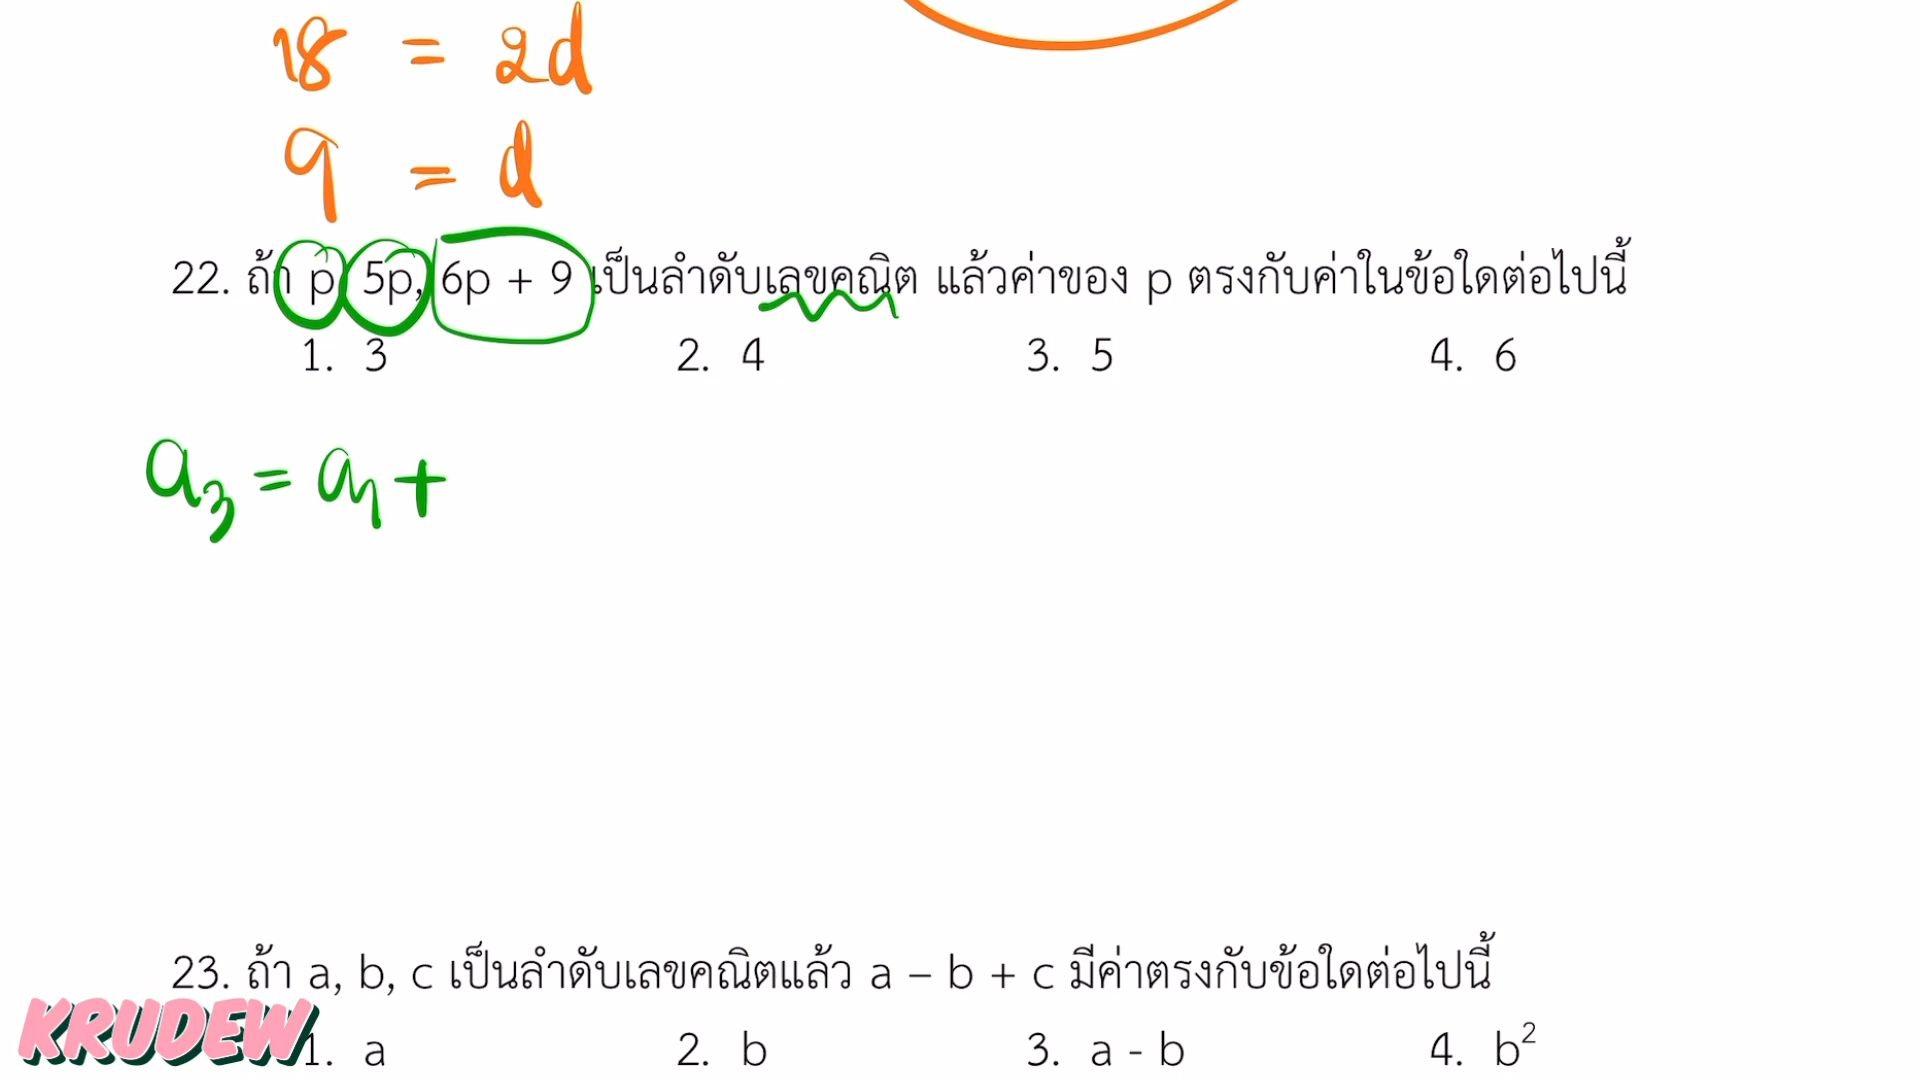 18 = 2d
9 = d
22. ถ้า p, 5p, 6p + 9 เป็นลำดับเลขคณิต แล้วค่าของ p ตรงกับค่าในข้อใดต่อไปนี้
1. 3 2. 4 3. 5 4. 6
a₃ = a₁ +
23. ถ้า a, b, c เป็นลำดับเลขคณิตแล้ว a – b + c มีค่าตรงกับข้อใดต่อไปนี้
1. a 2. b 3. a - b 4. b²
KRUDEW